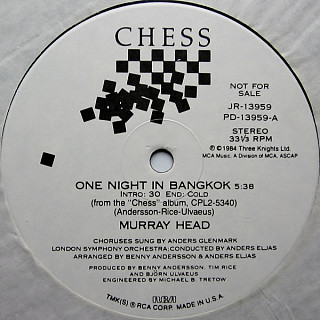 CHESS
NOT FOR
SALE
JR-13959
PD-13959-A
STEREO
33⅓ RPM
℗ © 1984 Three Knights Ltd.
MCA Music. A Division of MCA. ASCAP
ONE NIGHT IN BANGKOK 5:38
INTRO: 30 END: COLD
(from the "Chess" album, CPL2-5340)
(Andersson-Rice-Ulvaeus)
MURRAY HEAD
CHORUSES SUNG BY ANDERS GLENMARK
LONDON SYMPHONY ORCHESTRA: CONDUCTED BY ANDERS ELJAS
ARRANGED BY BENNY ANDERSSON & ANDERS ELJAS
PRODUCED BY BENNY ANDERSSON, TIM RICE
AND BJÖRN ULVAEUS
ENGINEERED BY MICHAEL B. TRETOW
TMK(S) ® RCA CORP. MADE IN U.S.A.
RCA